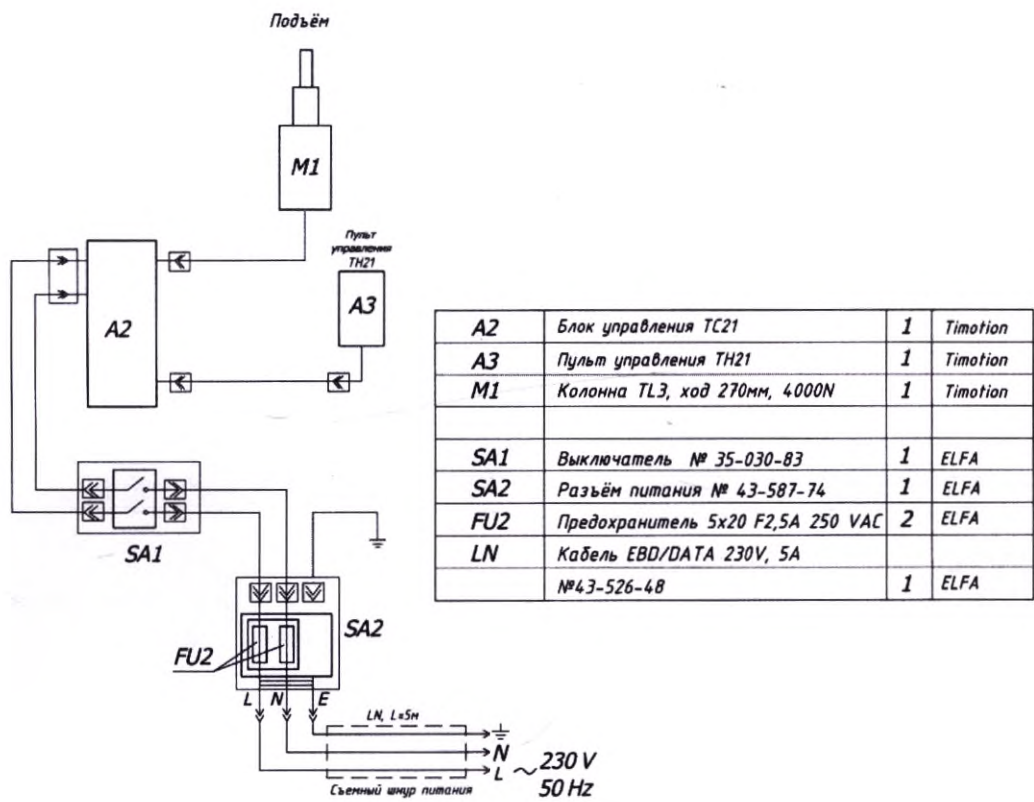 Подъём
M1
Пульт
управления
TH21
A3
A2
SA1
SA2
FU2
L N E
LN, L=5м
N
L ~ 230 V
50 Hz
Съемный шнур питания
A2 Блок управления TC21 1 Timotion
A3 Пульт управления TH21 1 Timotion
M1 Колонна TL3, ход 270мм, 4000N 1 Timotion
SA1 Выключатель № 35-030-83 1 ELFA
SA2 Разъём питания № 43-587-74 1 ELFA
FU2 Предохранитель 5x20 F2,5A 250 VAC 2 ELFA
LN Кабель EBD/DATA 230V, 5A
№43-526-48 1 ELFA